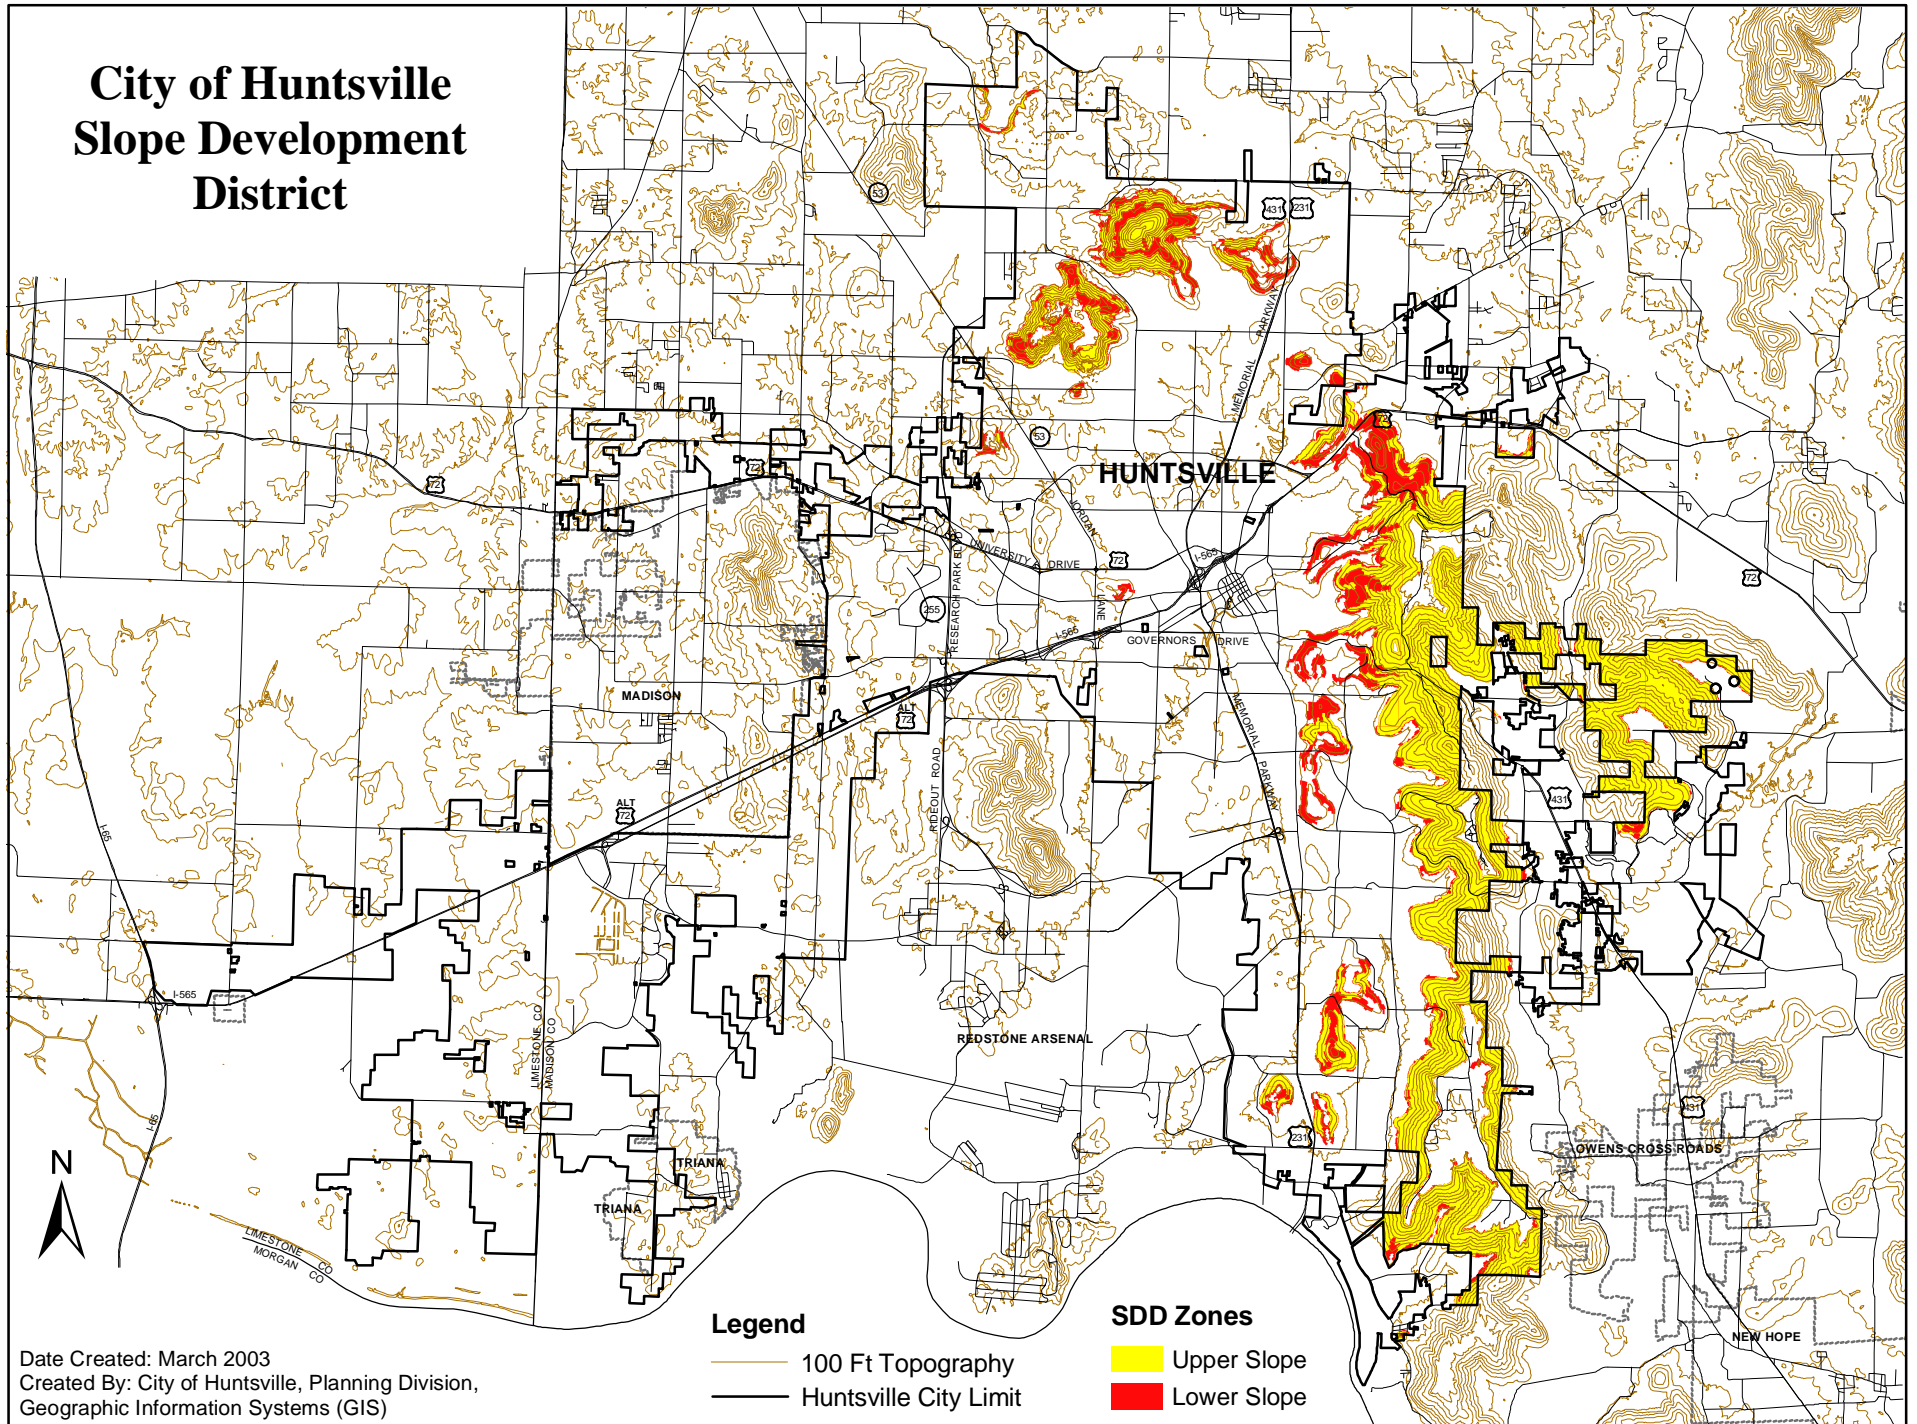 City of Huntsville
Slope Development
District
53
431
231
72
53
HUNTSVILLE
72
72
JORDAN
LANE
UNIVERSITY
DRIVE
72
I-565
72
RESEARCH PARK BLVD
255
I-565
GOVERNORS
DRIVE
MEMORIAL
PARKWAY
MEMORIAL
PARKWAY
MADISON
ALT
72
ALT
72
RIDEOUT ROAD
431
I-65
I-565
LIMESTONE CO
MADISON CO
REDSTONE ARSENAL
I-65
231
431
OWENS CROSS ROADS
TRIANA
TRIANA
LIMESTONE CO
MORGAN CO
NEW HOPE
N
Legend
100 Ft Topography
Huntsville City Limit
SDD Zones
Upper Slope
Lower Slope
Date Created: March 2003
Created By: City of Huntsville, Planning Division,
Geographic Information Systems (GIS)